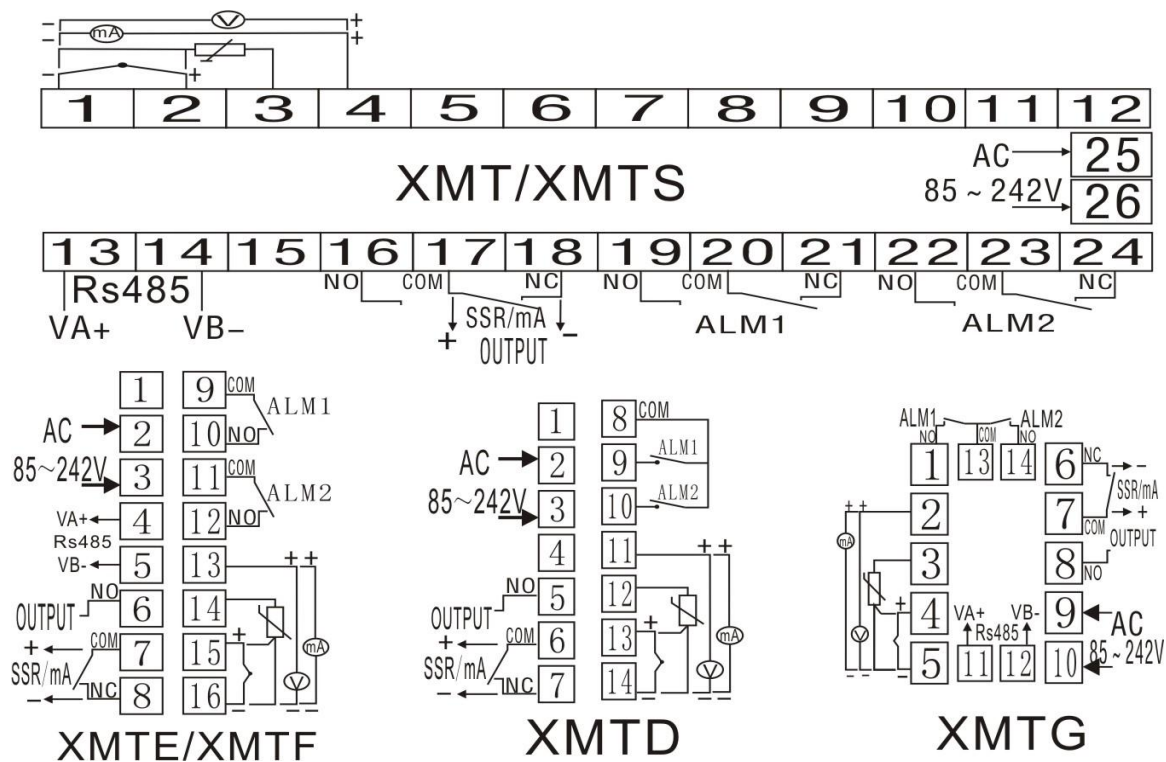 − V +
− mA +
− +
1 2 3 4 5 6 7 8 9 10 11 12
XMT/XMTS
AC 25
85 ~ 242V 26
13 14 15 16 17 18 19 20 21 22 23 24
Rs485 NO COM NC NO COM NC NO COM NC
VA+ VB− + SSR/mA − ALM1 ALM2
OUTPUT
1 9 COM
ALM1
AC 2 10 NO
85~242V 3 11 COM
ALM2
VA+ 4 12 NO
Rs485
VB- 5 13 + +
NO
OUTPUT 6 14
+ COM 7 15 + mA
SSR/mA V
− NC 8 16 − − −
XMTE/XMTF
1 8 COM
AC 2 9 ALM1
85~242V 3 10 ALM2
4 11 + +
NO
OUTPUT 5 12
+ COM 6 13 + mA
SSR/mA V
− NC 7 14 − − −
XMTD
ALM1 ALM2
NO COM NO
1 13 14 6 NC −
SSR/mA
+ + 2 7 COM +
OUTPUT
mA 3 8 NO
V + 4 VA+ VB- 9 AC
Rs485
− − − − 5 11 12 10 85~242V
XMTG